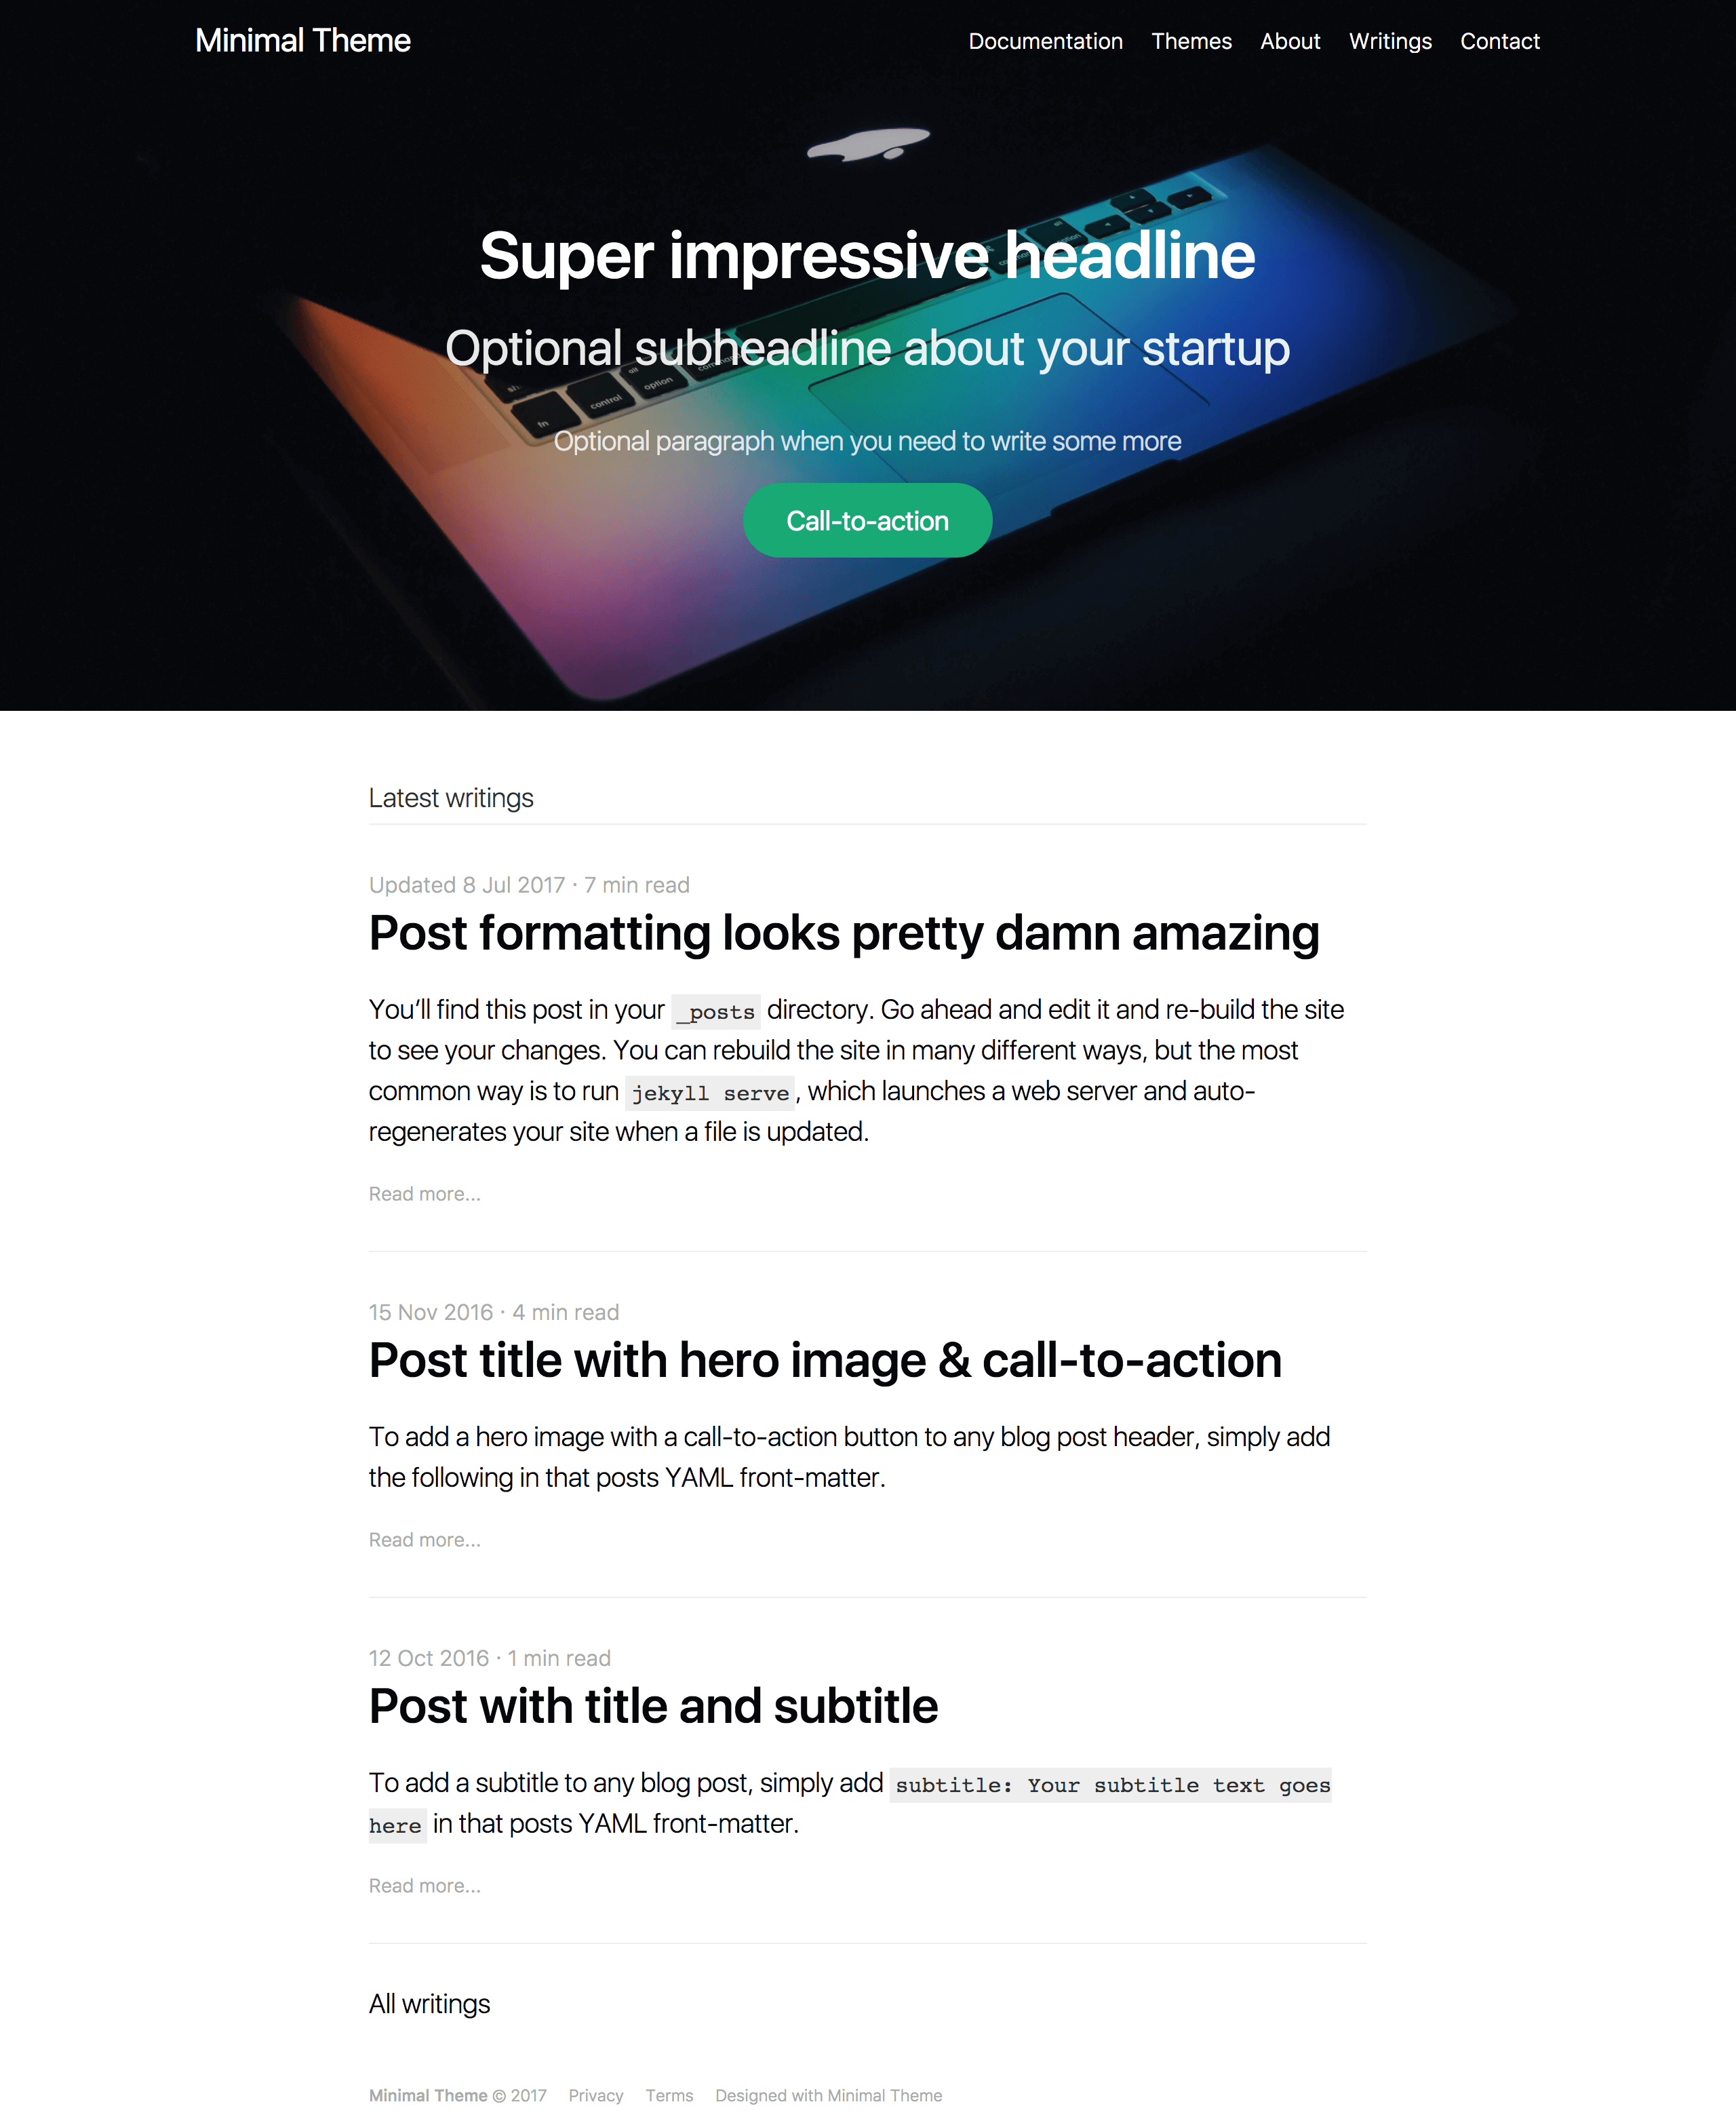 Minimal Theme
Documentation Themes About Writings Contact
Super impressive headline
Optional subheadline about your startup
Optional paragraph when you need to write some more
Call-to-action
fn
control
alt
option
Latest writings
Updated 8 Jul 2017 · 7 min read
Post formatting looks pretty damn amazing
You’ll find this post in your _posts directory. Go ahead and edit it and re-build the site
to see your changes. You can rebuild the site in many different ways, but the most
common way is to run jekyll serve, which launches a web server and auto-
regenerates your site when a file is updated.
Read more...
15 Nov 2016 · 4 min read
Post title with hero image & call-to-action
To add a hero image with a call-to-action button to any blog post header, simply add
the following in that posts YAML front-matter.
Read more...
12 Oct 2016 · 1 min read
Post with title and subtitle
To add a subtitle to any blog post, simply add subtitle: Your subtitle text goes
here in that posts YAML front-matter.
Read more...
All writings
Minimal Theme © 2017 Privacy Terms Designed with Minimal Theme